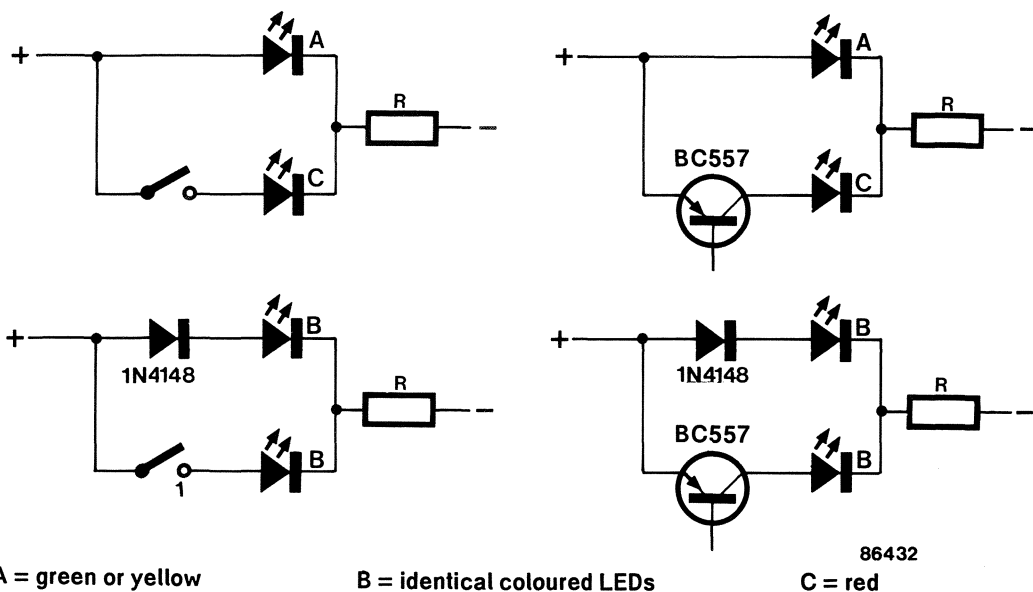 A
A
+
+
R
R
BC557
C
C
B
B
+
+
1N4148
1N4148
R
R
BC557
B
B
1
86432
A = green or yellow
B = identical coloured LEDs
C = red